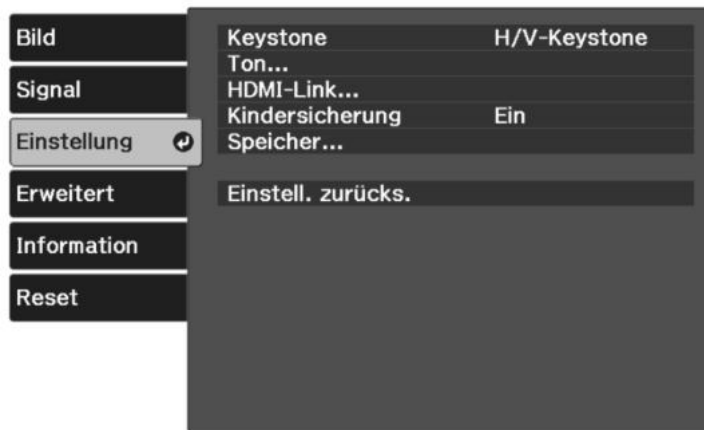 Bild
Signal
Einstellung
Erweitert
Information
Reset
Keystone H/V-Keystone
Ton...
HDMI-Link...
Kindersicherung Ein
Speicher...
Einstell. zurücks.